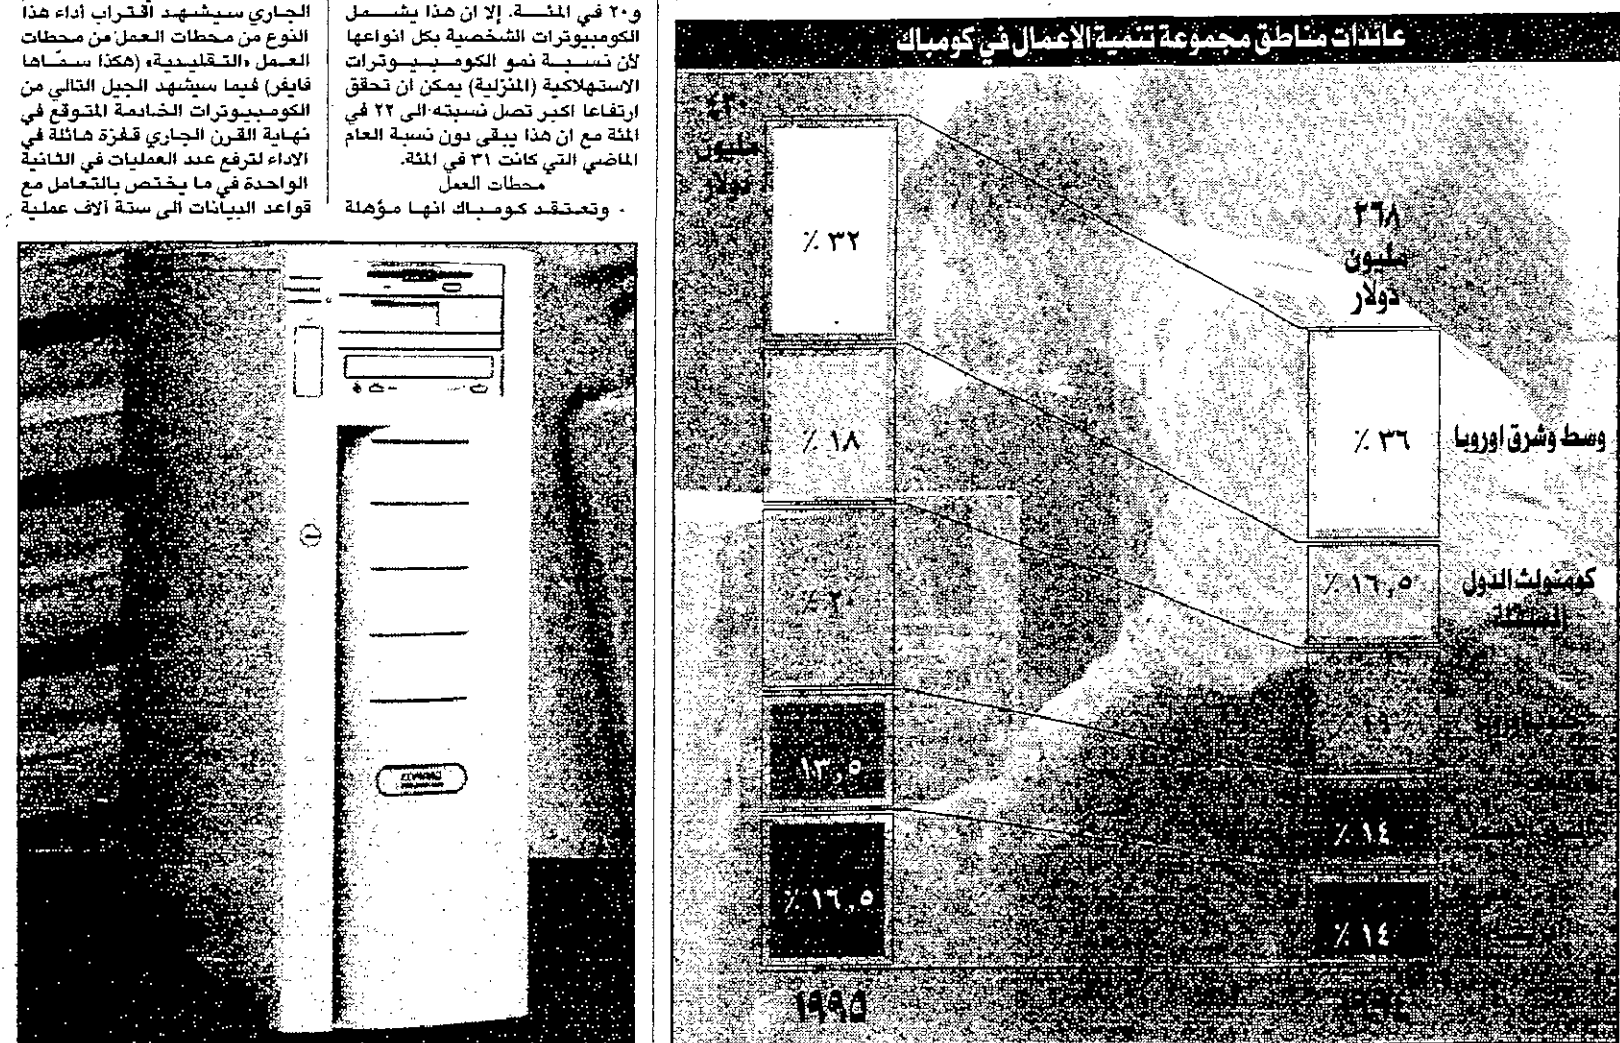 و٢٠ في المئة. إلا ان هذا يشمل
الكومبيوترات الشخصية بكل انواعها
لأن نسبة نمو الكومبيوترات
الاستهلاكية (المنزلية) يمكن ان تحقق
ارتفاعا اكبر تصل نسبته الى ٢٢ في
المئة مع ان هذا يبقى دون نسبة العام
الماضي التي كانت ٣١ في المئة.
محطات العمل
وتعتقد كومباك انها مؤهلة
الجاري سيشهد اقتراب أداء هذا
النوع من محطات العمل من محطات
العمل «التقليدية» (هكذا سمّاها
فايفر) فيما سيشهد الجيل التالي من
الكومبيوترات الخادمة المتوقع في
نهاية القرن الجاري قفزة هائلة في
الاداء لترفع عدد العمليات في الثانية
الواحدة في ما يختص بالتعامل مع
قواعد البيانات الى ستة آلاف عملية
عائدات مناطق مجموعة تنمية الاعمال في كومباك
٣٦٨
مليون
دولار
٤٣٠
مليون
دولار
وسط وشرق اوروبا
٣٦ ٪
٣٢ ٪
كومنولث الدول
المستقلة
١٦,٥ ٪
١٨ ٪
١٩
٢٠ ٪
١٤ ٪
١٣,٥
١٤ ٪
١٦,٥ ٪
١٩٩٤
١٩٩٥